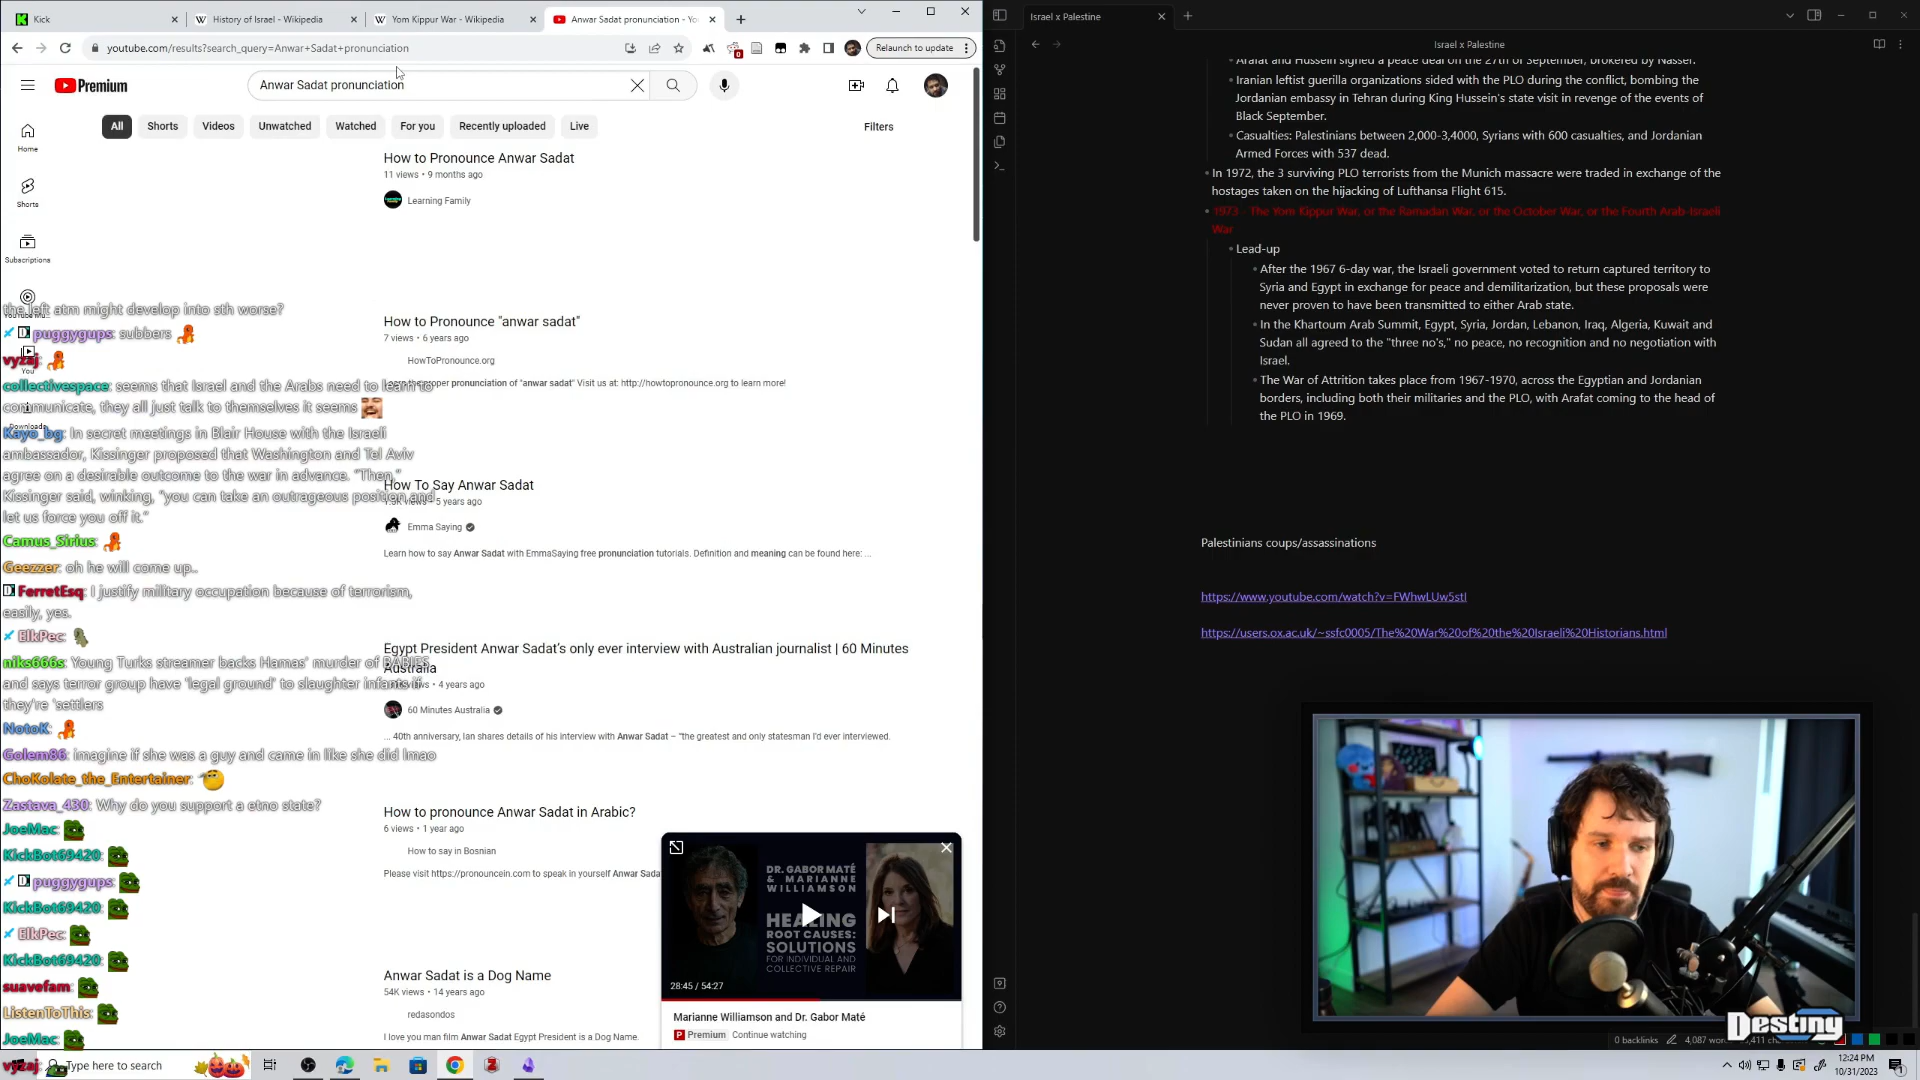 Kick
History of Israel - Wikipedia
Yom Kippur War - Wikipedia
Anwar Sadat pronunciation - Yo
youtube.com/results?search_query=Anwar+Sadat+pronunciation
0
Relaunch to update
Premium
Anwar Sadat pronunciation
All
Shorts
Videos
Unwatched
Watched
For you
Recently uploaded
Live
Filters
Home
Shorts
Subscriptions
You
Downloads
How to Pronounce Anwar Sadat
11 views • 9 months ago
Learning Family
How to Pronounce "anwar sadat"
7 views • 6 years ago
HowToPronounce.org
proper pronunciation of "anwar sadat" Visit us at: http://howtopronounce.org to learn more!
How To Say Anwar Sadat
1.5K views • 5 years ago
Emma Saying
Learn how to say Anwar Sadat with EmmaSaying free pronunciation tutorials. Definition and meaning can be found here: ...
Egypt President Anwar Sadat's only ever interview with Australian journalist | 60 Minutes
Australia
views • 4 years ago
60 Minutes Australia
... 40th anniversary, Ian shares details of his interview with Anwar Sadat – "the greatest and only statesman I'd ever interviewed.
How to pronounce Anwar Sadat in Arabic?
6 views • 1 year ago
How to say in Bosnian
Please visit https://pronouncein.com to speak in yourself Anwar Sada
Anwar Sadat is a Dog Name
54K views • 14 years ago
redasondos
I love you man film Anwar Sadat Egypt President is a Dog Name.
the left atm might develop into sth worse?
puggygups: subbers
vyzaj:
collectivespace: seems that Israel and the Arabs need to learn to
communicate, they all just talk to themselves it seems
Kayo_bg: In secret meetings in Blair House with the Israeli
ambassador, Kissinger proposed that Washington and Tel Aviv
agree on a desirable outcome to the war in advance. "Then,"
Kissinger said, winking, "you can take an outrageous position and
let us force you off it."
Camus_Sirius:
Geezzer: oh he will come up..
FerretEsq: I justify military occupation because of terrorism,
easily, yes.
ElkPec:
niks666s: Young Turks streamer backs Hamas' murder of BABIES
and says terror group have 'legal ground' to slaughter infants if
they're 'settlers
NotoK:
Golem86: imagine if she was a guy and came in like she did lmao
ChoKolate_the_Entertainer:
Zastava_430: Why do you support a etno state?
JoeMac:
KickBot69420:
puggygups:
KickBot69420:
ElkPec:
KickBot69420:
suavefam:
ListenToThis:
JoeMac:
vyzaj:
DR. GABOR MATÉ
& MARIANNE
WILLIAMSON
HEALING
ROOT CAUSES:
SOLUTIONS
FOR INDIVIDUAL AND
COLLECTIVE REPAIR
28:45 / 54:27
Marianne Williamson and Dr. Gabor Maté
Premium Continue watching
Type here to search
Israel x Palestine
Israel x Palestine
Arafat and Hussein signed a peace deal on the 27th of September, brokered by Nasser.
Iranian leftist guerilla organizations sided with the PLO during the conflict, bombing the
Jordanian embassy in Tehran during King Hussein's state visit in revenge of the events of
Black September.
Casualties: Palestinians between 2,000-3,4000, Syrians with 600 casualties, and Jordanian
Armed Forces with 537 dead.
In 1972, the 3 surviving PLO terrorists from the Munich massacre were traded in exchange of the
hostages taken on the hijacking of Lufthansa Flight 615.
1973 - The Yom Kippur War, or the Ramadan War, or the October War, or the Fourth Arab-Israeli
War
Lead-up
After the 1967 6-day war, the Israeli government voted to return captured territory to
Syria and Egypt in exchange for peace and demilitarization, but these proposals were
never proven to have been transmitted to either Arab state.
In the Khartoum Arab Summit, Egypt, Syria, Jordan, Lebanon, Iraq, Algeria, Kuwait and
Sudan all agreed to the "three no's," no peace, no recognition and no negotiation with
Israel.
The War of Attrition takes place from 1967-1970, across the Egyptian and Jordanian
borders, including both their militaries and the PLO, with Arafat coming to the head of
the PLO in 1969.
Palestinians coups/assassinations
https://www.youtube.com/watch?v=FWhwLUw5stI
https://users.ox.ac.uk/~ssfc0005/The%20War%20of%20the%20Israeli%20Historians.html
Destiny
0 backlinks
4,087 wor
12:24 PM
10/31/2023